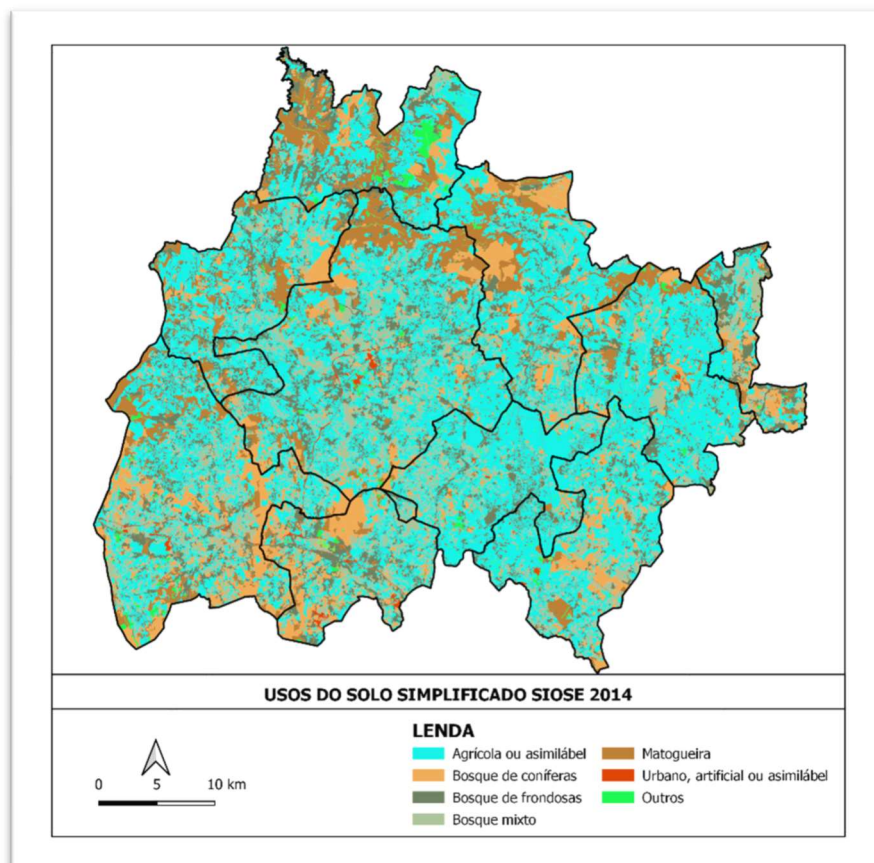 USOS DO SOLO SIMPLIFICADO SIOSE 2014
LENDA
Agrícola ou asimilábel
Matogueira
Bosque de coníferas
Urbano, artificial ou asimilábel
Bosque de frondosas
Outros
Bosque mixto
0 5 10 km